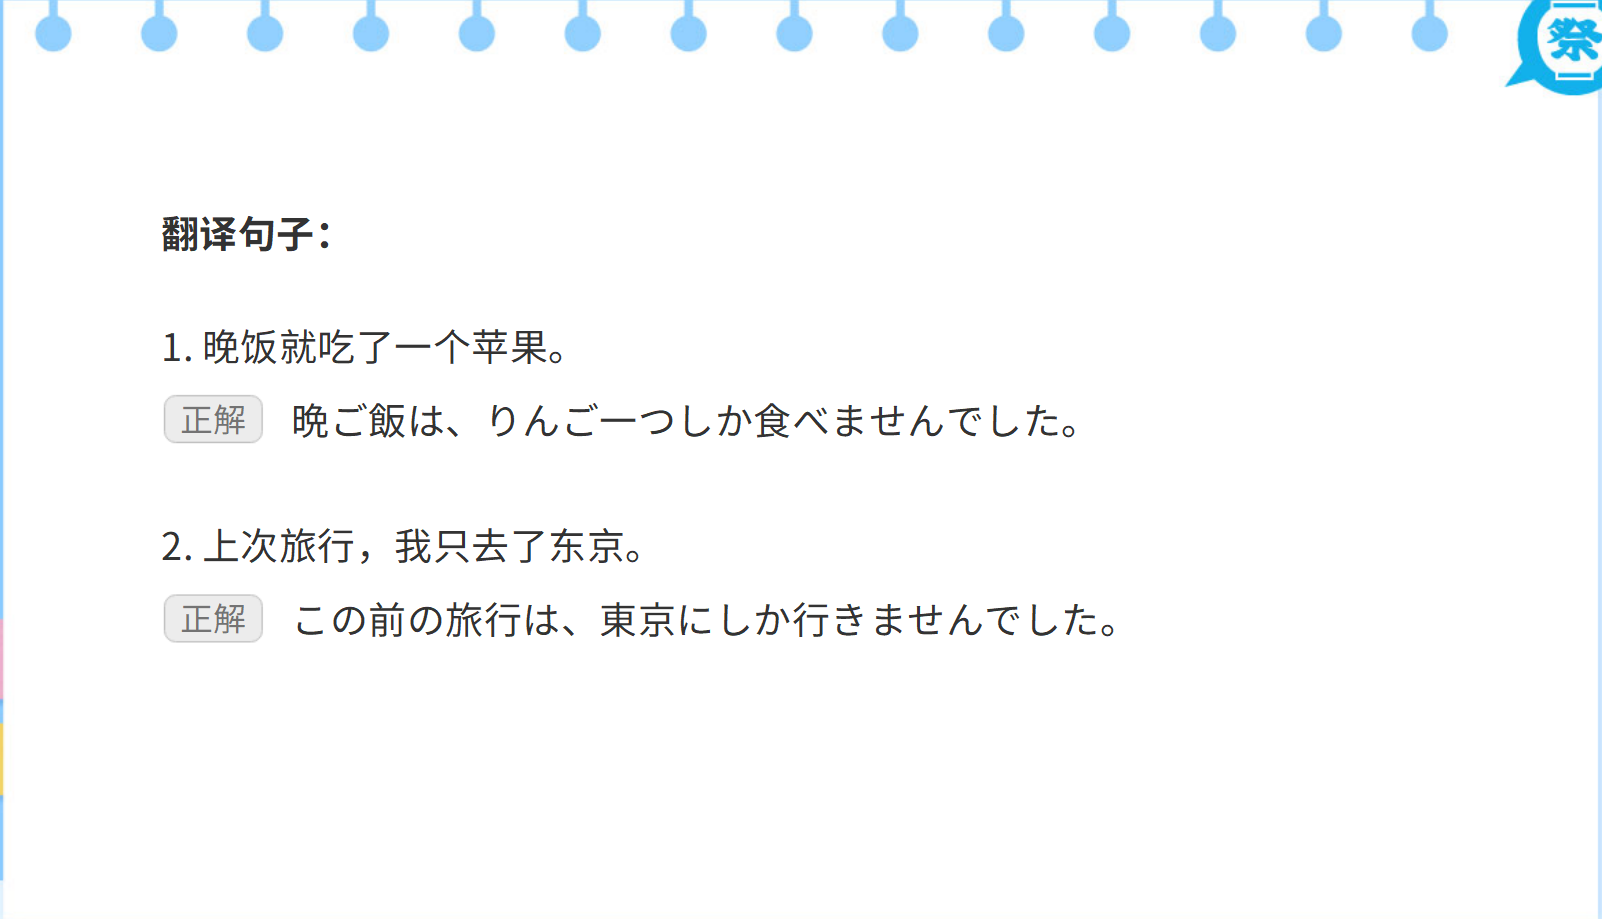 祭
翻译句子：
1. 晚饭就吃了一个苹果。
正解 晩ご飯は、りんご一つしか食べませんでした。
2. 上次旅行，我只去了东京。
正解 この前の旅行は、東京にしか行きませんでした。